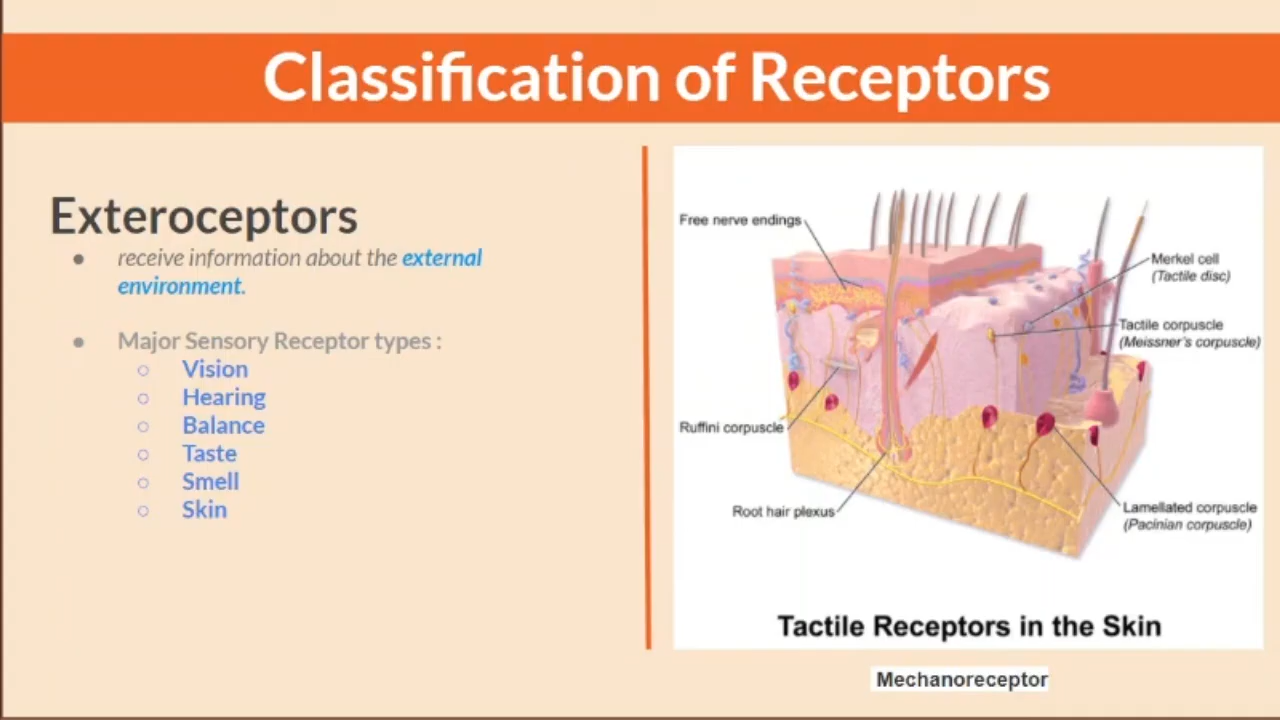 Classification of Receptors
Exteroceptors
● receive information about the external
environment.
● Major Sensory Receptor types :
○ Vision
○ Hearing
○ Balance
○ Taste
○ Smell
○ Skin
Free nerve endings
Merkel cell
(Tactile disc)
Tactile corpuscle
(Meissner's corpuscle)
Ruffini corpuscle
Root hair plexus
Lamellated corpuscle
(Pacinian corpuscle)
Tactile Receptors in the Skin
Mechanoreceptor